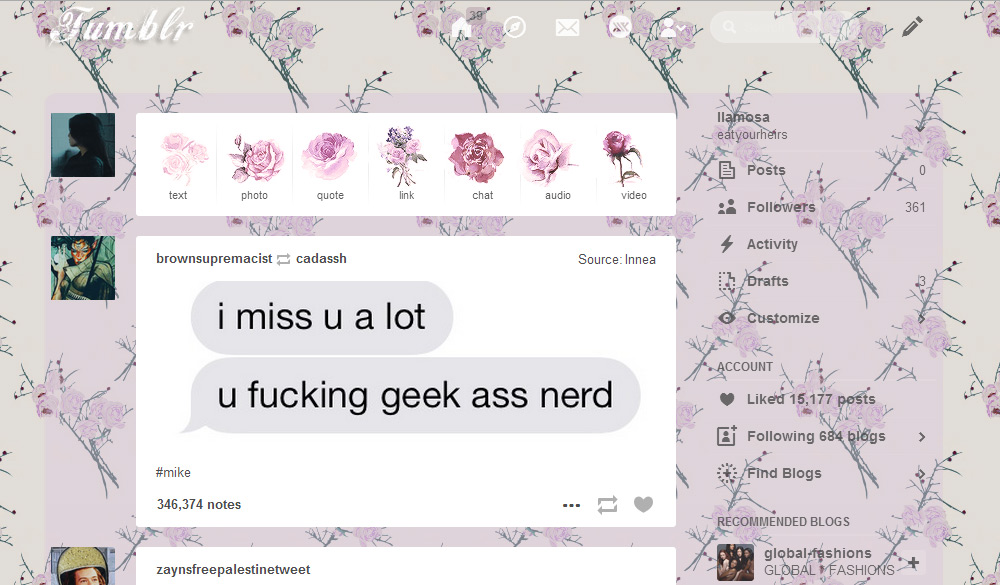 Tumblr
39
text photo quote link chat audio video
brownsupremacist cadassh Source: lnnea
i miss u a lot
u fucking geek ass nerd
#mike
346,374 notes
zaynsfreepalestinetweet
llamosa
eatyourheirs
Posts 0
Followers 361
Activity
Drafts 3
Customize
ACCOUNT
Liked 15,177 posts
Following 684 blogs
Find Blogs
RECOMMENDED BLOGS
global-fashions
GLOBAL FASHIONS